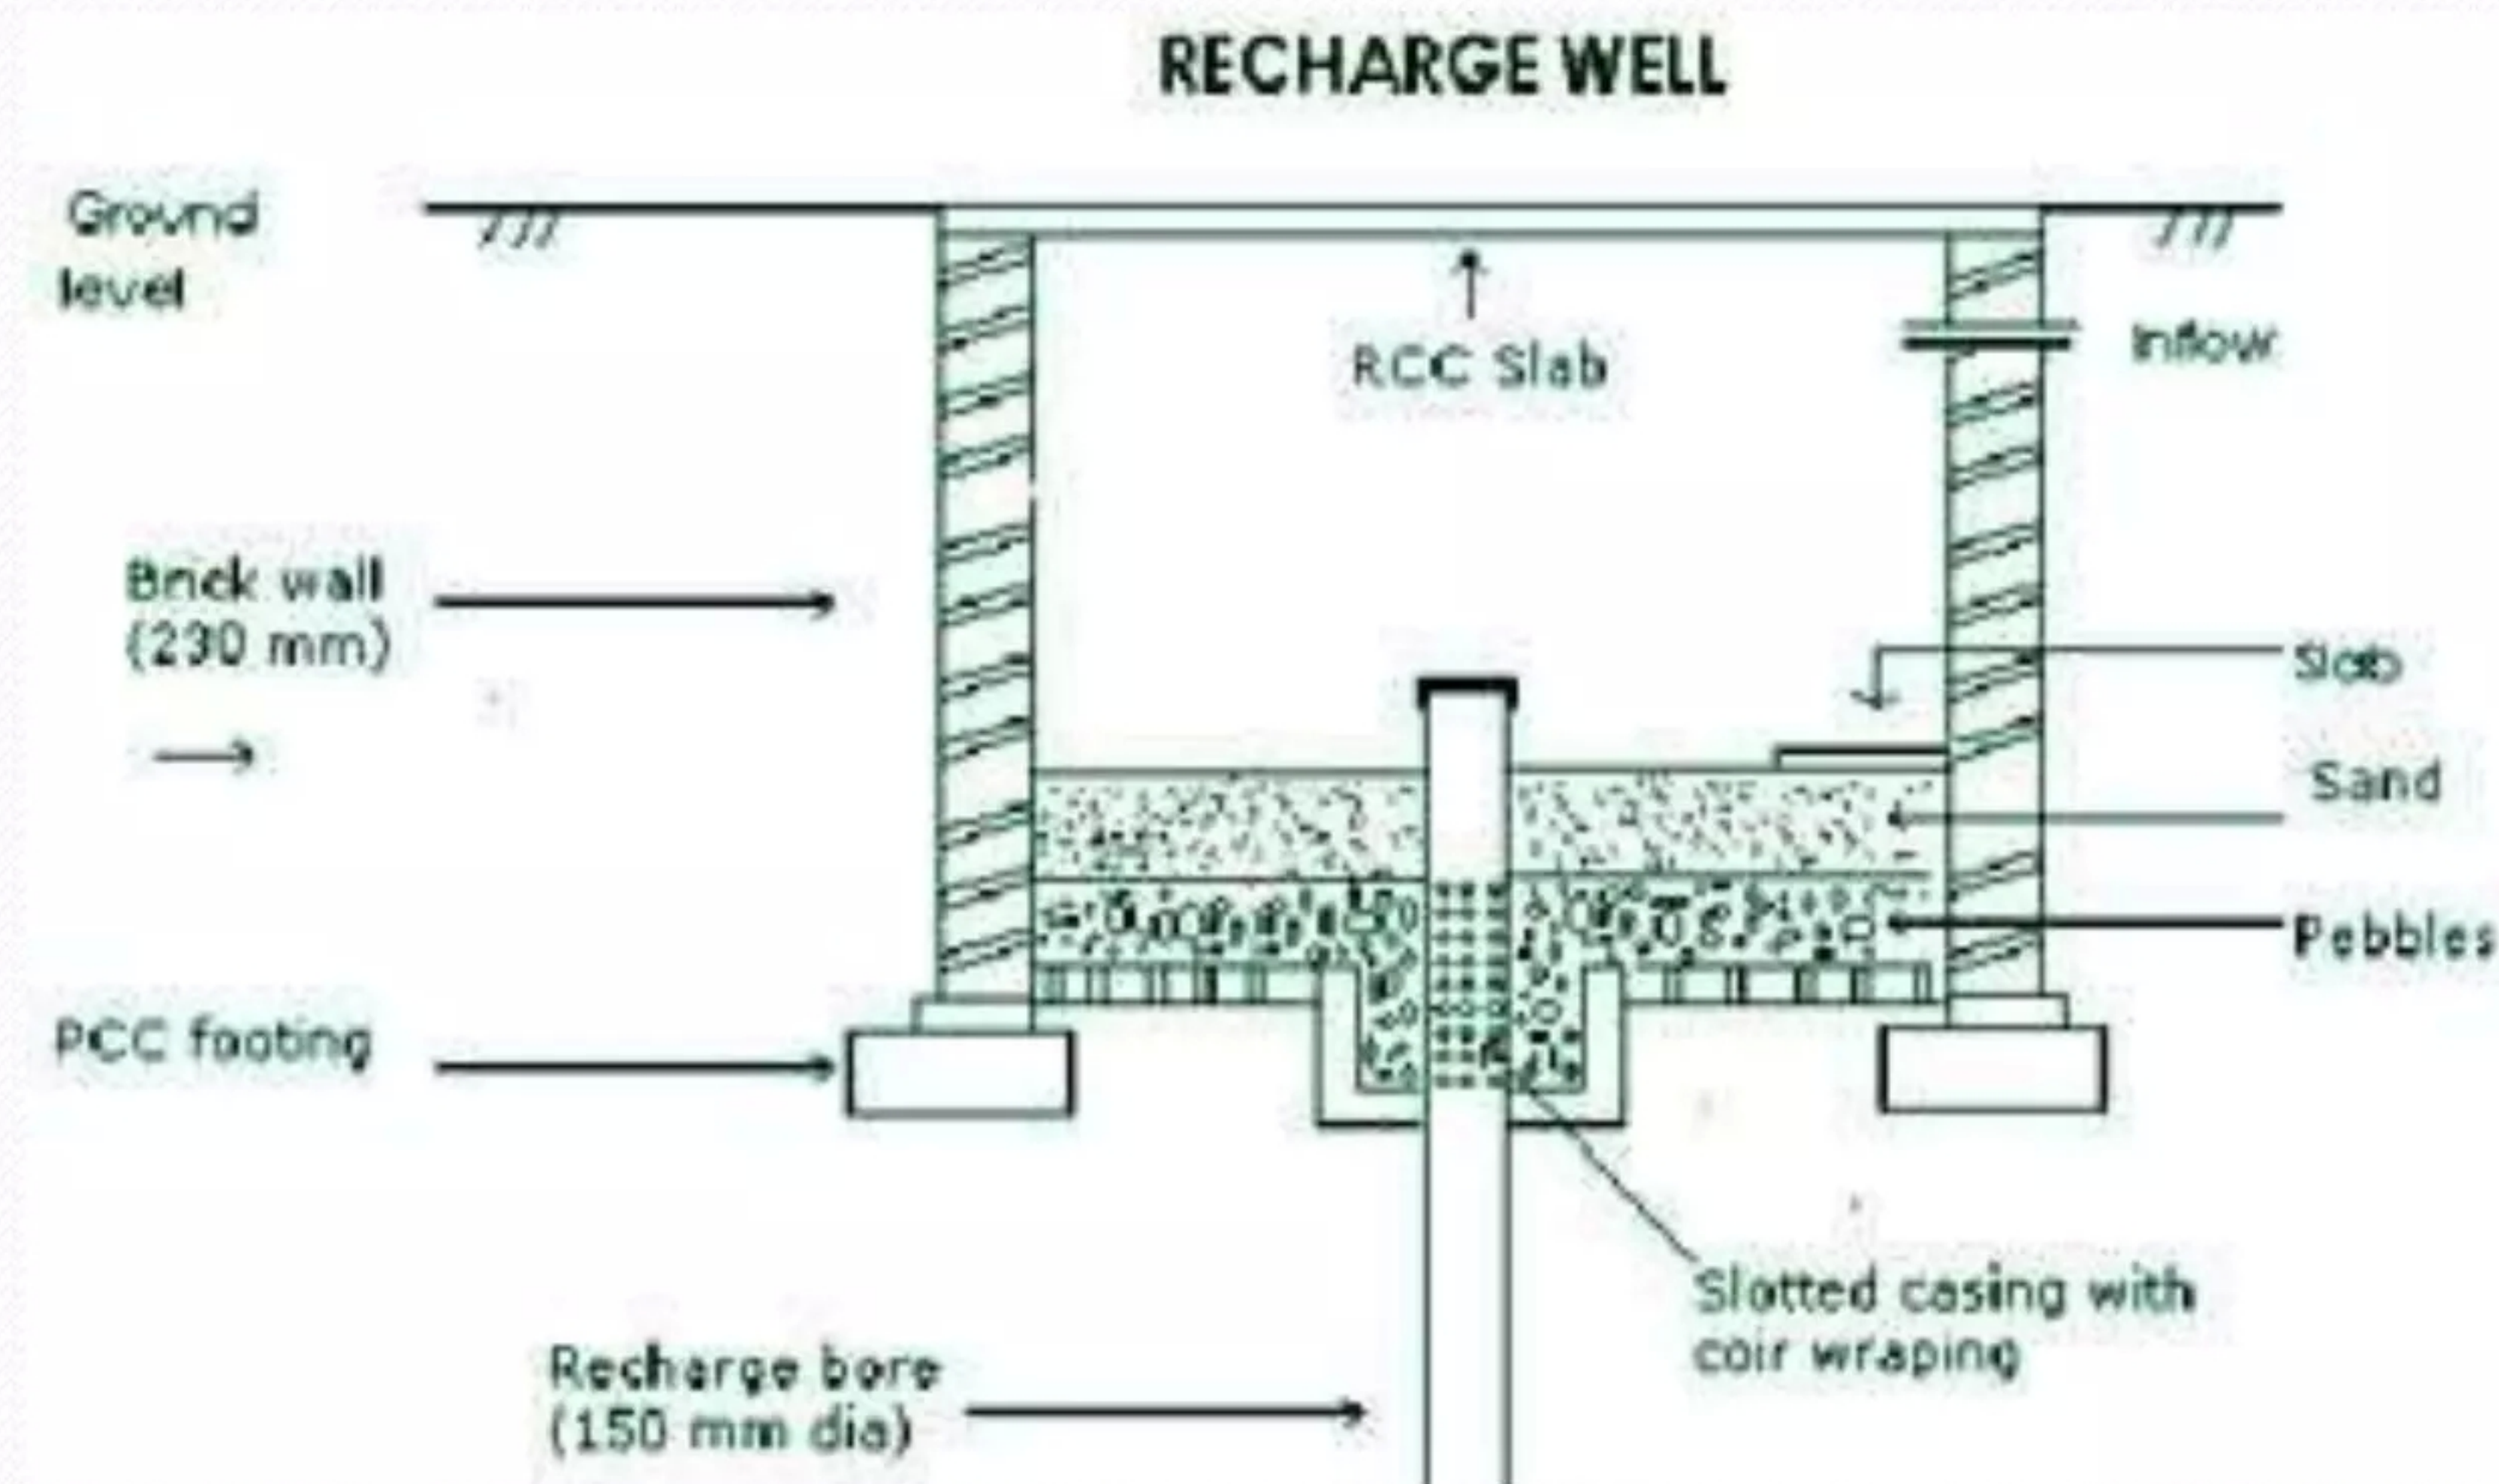 RECHARGE WELL
Ground
level
RCC Slab
Inflow
Brick wall
(230 mm)
Slab
Sand
Pebbles
PCC footing
Slotted casing with
coir wraping
Recharge bore
(150 mm dia)